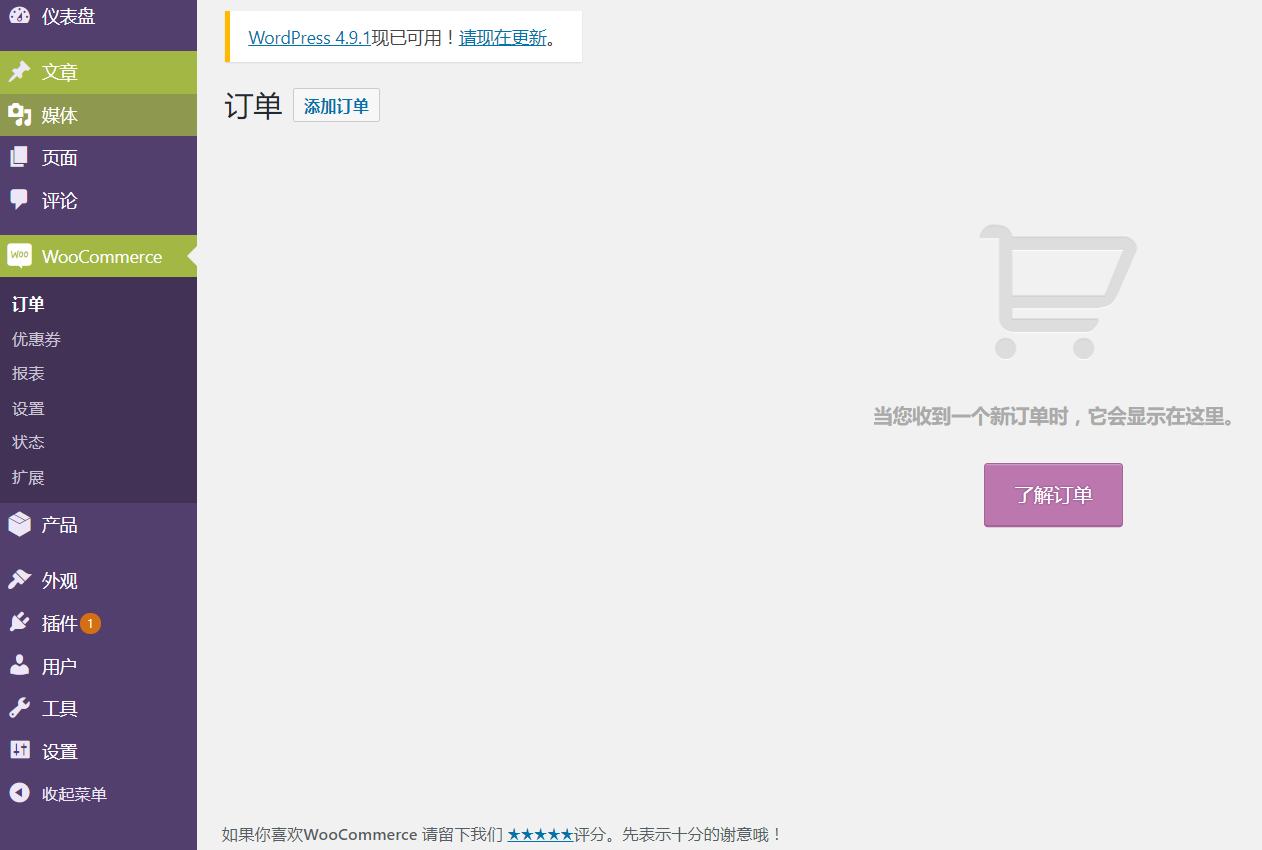 仪表盘
文章
媒体
页面
评论
woo WooCommerce
订单
优惠券
报表
设置
状态
扩展
产品
外观
插件 1
用户
工具
设置
收起菜单
WordPress 4.9.1现已可用！请现在更新。
订单 添加订单
当您收到一个新订单时，它会显示在这里。
了解订单
如果你喜欢WooCommerce 请留下我们 ★★★★★评分。先表示十分的谢意哦！